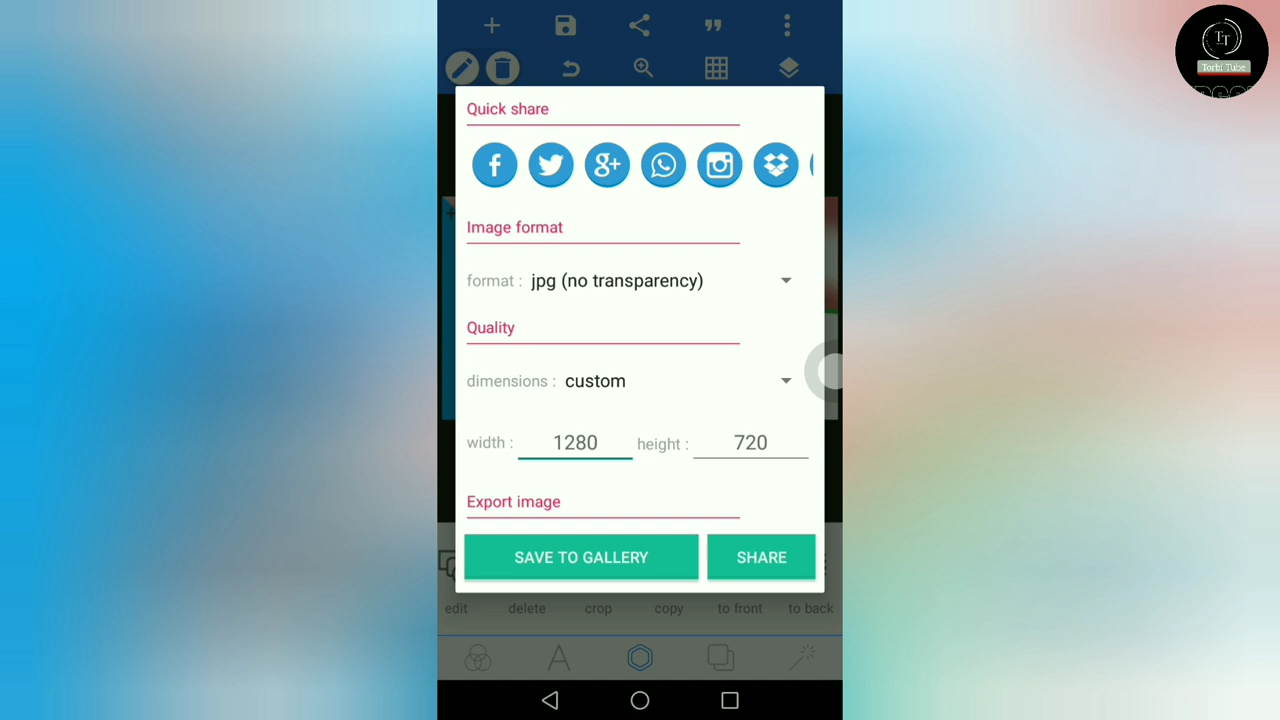 TT
Torbi Tube
Quick share
f
g+
Image format
format : jpg (no transparency)
Quality
dimensions : custom
width : 1280 height : 720
Export image
SAVE TO GALLERY SHARE
edit delete crop copy to front to back
A